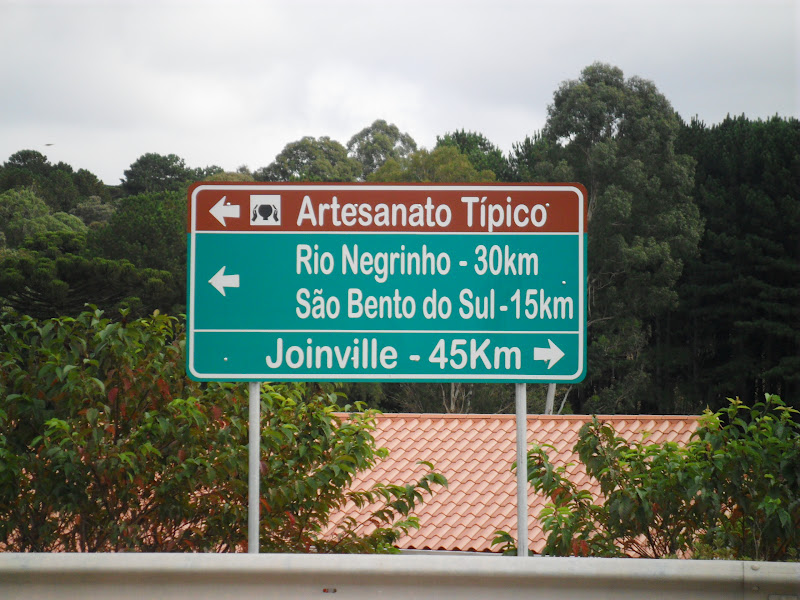 Artesanato Típico
Rio Negrinho - 30km
São Bento do Sul - 15km
Joinville - 45Km